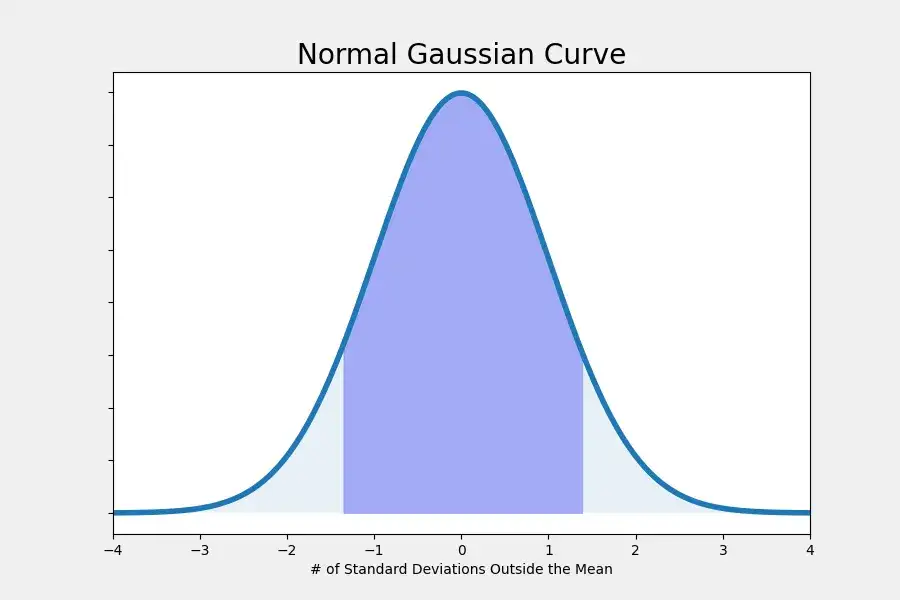 Normal Gaussian Curve
−4 −3 −2 −1 0 1 2 3 4
# of Standard Deviations Outside the Mean